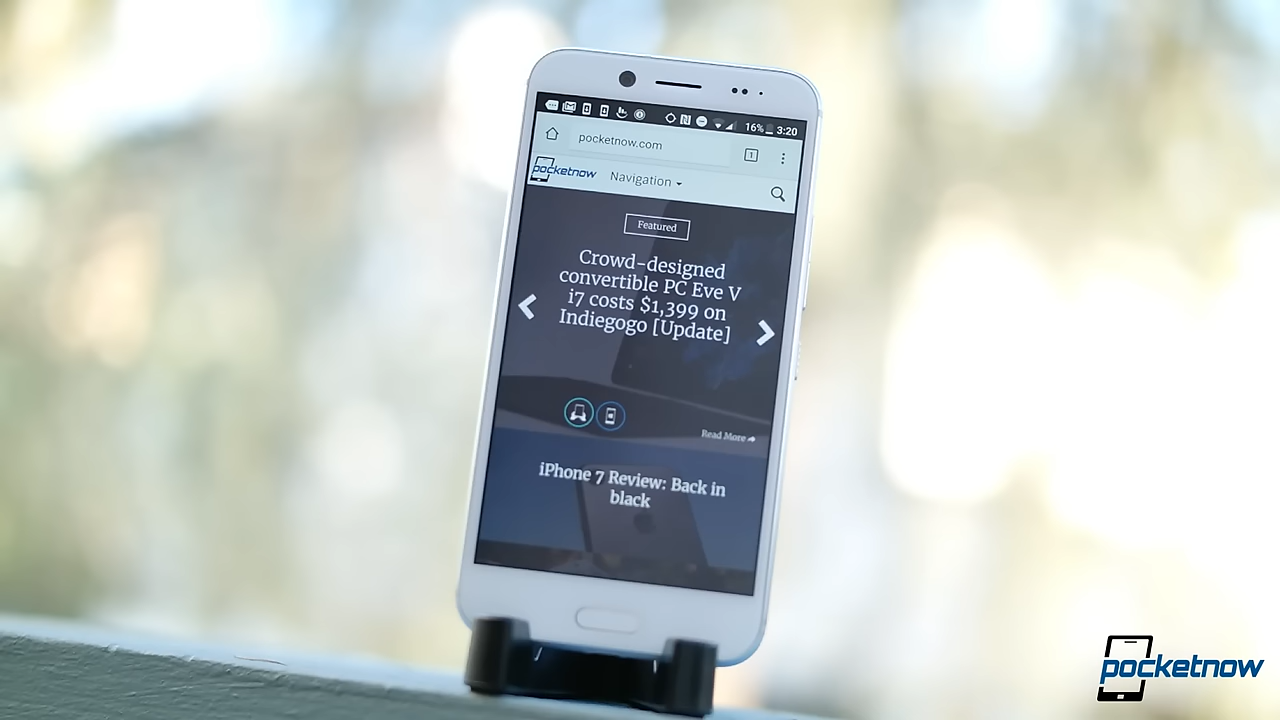 16% 3:20
pocketnow.com
1
pocketnow Navigation
Featured
Crowd-designed
convertible PC Eve V
i7 costs $1,399 on
Indiegogo [Update]
Read More
iPhone 7 Review: Back in
black
pocketnow